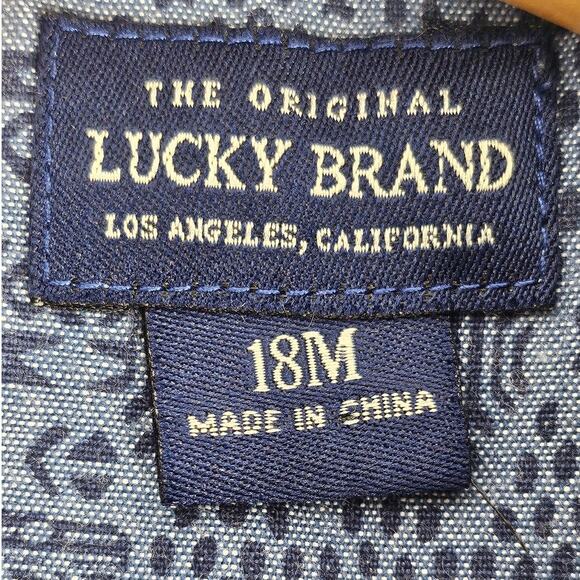 THE ORIGINAL
LUCKY BRAND
LOS ANGELES, CALIFORNIA
18M
MADE IN CHINA